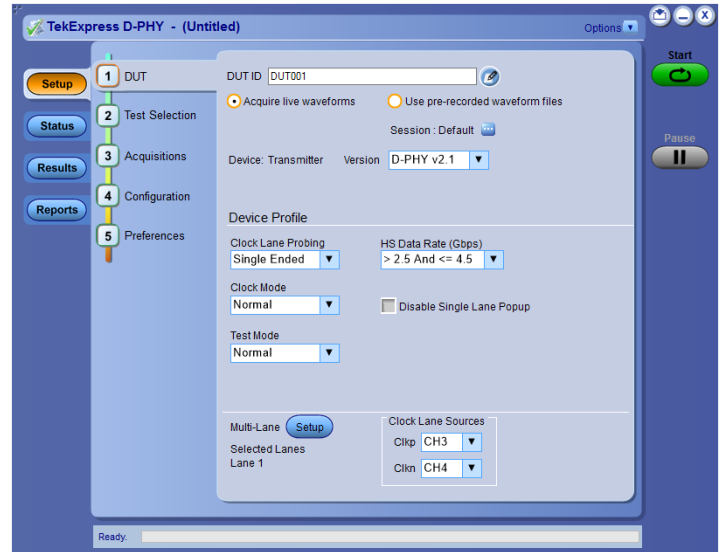 TekExpress D-PHY - (Untitled)
Options
Start
Setup
Status
Results
Reports
1 DUT
2 Test Selection
3 Acquisitions
4 Configuration
5 Preferences
DUT ID DUT001
Acquire live waveforms Use pre-recorded waveform files
Session : Default
Device: Transmitter Version D-PHY v2.1
Pause
Device Profile
Clock Lane Probing HS Data Rate (Gbps)
Single Ended > 2.5 And <= 4.5
Clock Mode
Normal Disable Single Lane Popup
Test Mode
Normal
Multi-Lane Setup
Selected Lanes
Lane 1
Clock Lane Sources
Clkp CH3
Clkn CH4
Ready.